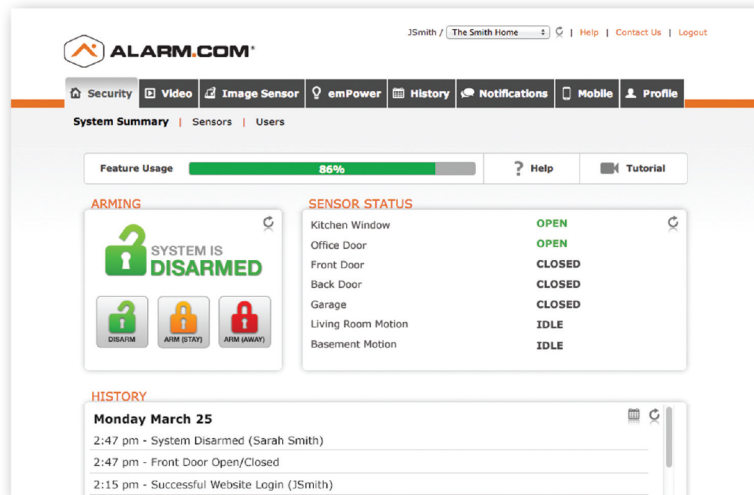 JSmith / The Smith Home | Help | Contact Us | Logout
ALARM.COM®
Security Video Image Sensor emPower History Notifications Mobile Profile
System Summary | Sensors | Users
Feature Usage 86% ? Help Tutorial
ARMING
SYSTEM IS
DISARMED
DISARM ARM (STAY) ARM (AWAY)
SENSOR STATUS
Kitchen Window OPEN
Office Door OPEN
Front Door CLOSED
Back Door CLOSED
Garage CLOSED
Living Room Motion IDLE
Basement Motion IDLE
HISTORY
Monday March 25
2:47 pm - System Disarmed (Sarah Smith)
2:47 pm - Front Door Open/Closed
2:15 pm - Successful Website Login (JSmith)